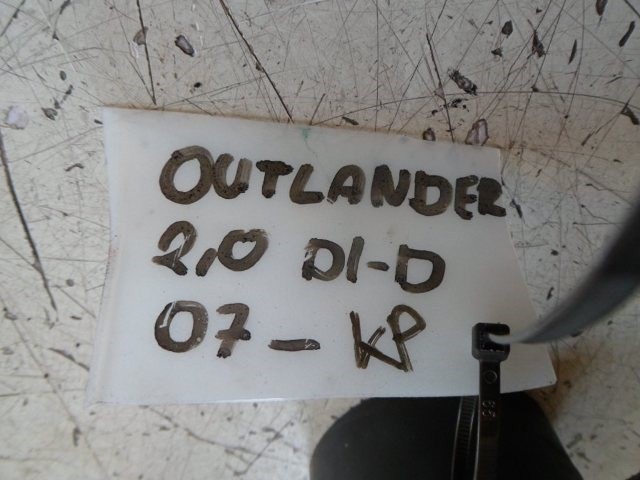 OUTLANDER
2,0 DI-D
07- KP